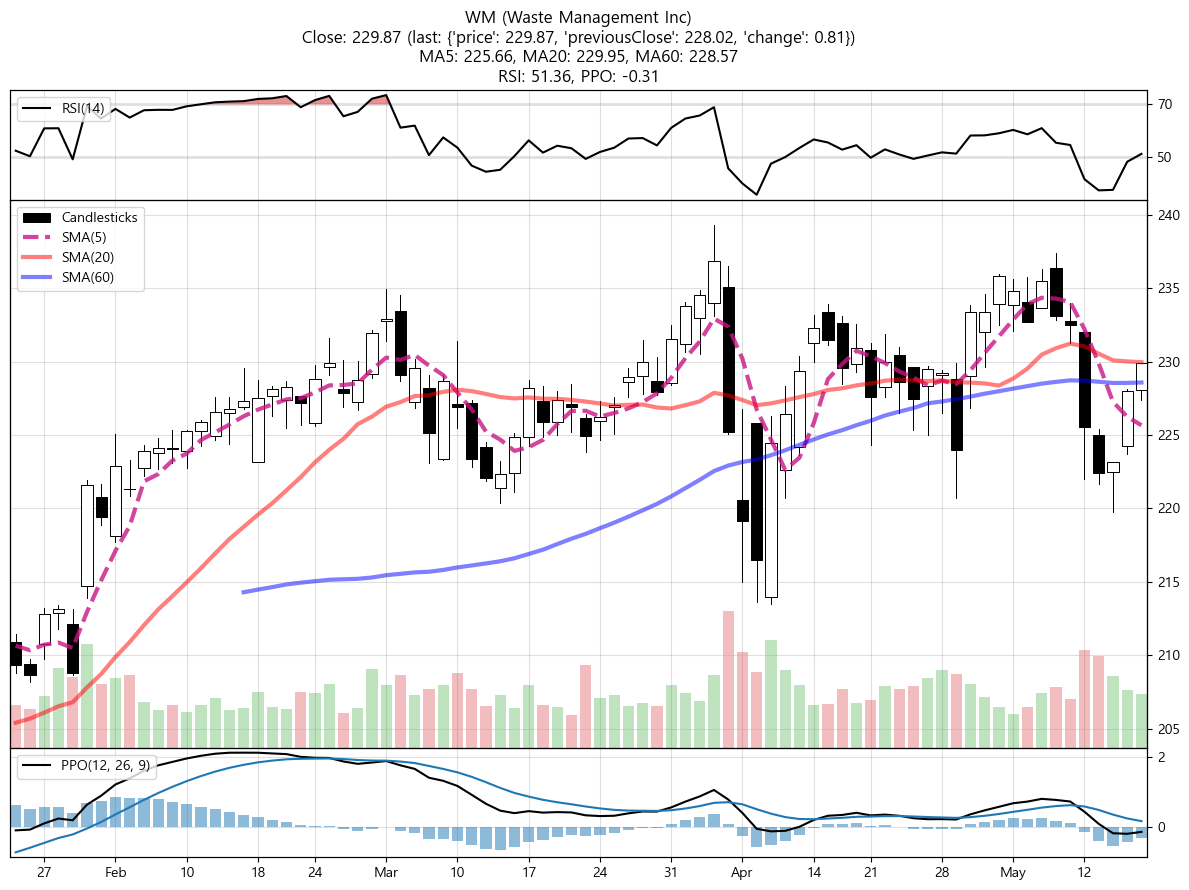 WM (Waste Management Inc)
Close: 229.87 (last: {'price': 229.87, 'previousClose': 228.02, 'change': 0.81})
MA5: 225.66, MA20: 229.95, MA60: 228.57
RSI: 51.36, PPO: -0.31
RSI(14)
70
50
Candlesticks
SMA(5)
SMA(20)
SMA(60)
240
235
230
225
220
215
210
205
PPO(12, 26, 9)
2
0
27 Feb 10 18 24 Mar 10 17 24 31 Apr 14 21 28 May 12